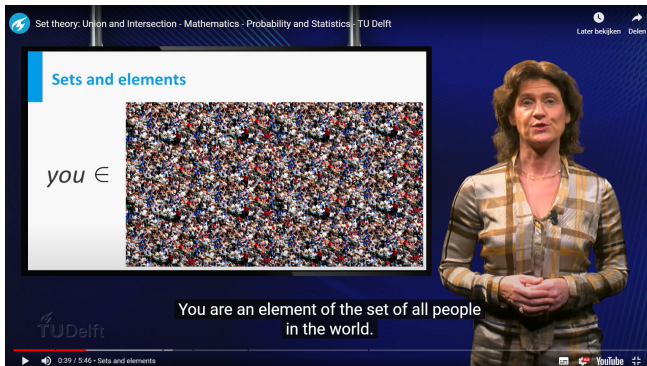 Set theory: Union and Intersection - Mathematics - Probability and Statistics - TU Delft
Later bekijken Delen
Sets and elements
you ∈
You are an element of the set of all people
in the world.
TUDelft
0:39 / 5:46 • Sets and elements
YouTube